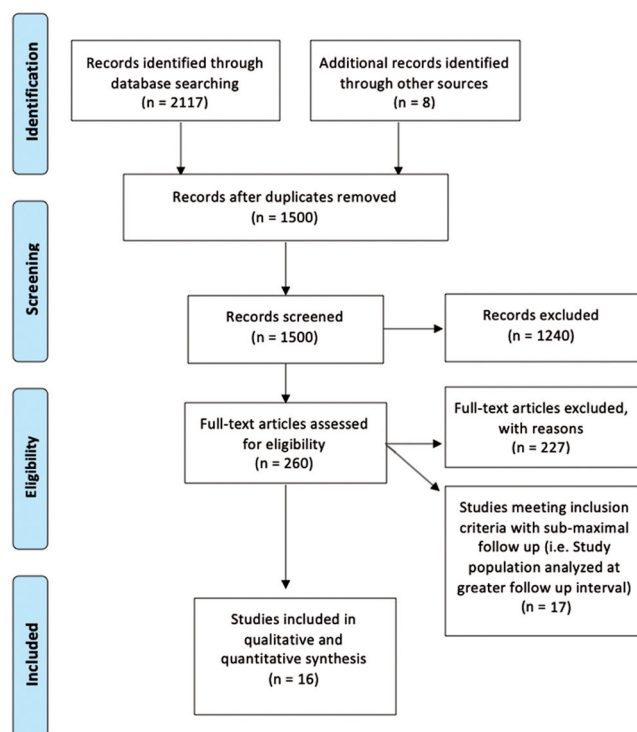 Identification
Records identified through
database searching
(n = 2117)
Additional records identified
through other sources
(n = 8)
Records after duplicates removed
(n = 1500)
Screening
Records screened
(n = 1500)
Records excluded
(n = 1240)
Eligibility
Full-text articles assessed
for eligibility
(n = 260)
Full-text articles excluded,
with reasons
(n = 227)
Studies meeting inclusion
criteria with sub-maximal
follow up (i.e. Study
population analyzed at
greater follow up interval)
(n = 17)
Included
Studies included in
qualitative and
quantitative synthesis
(n = 16)